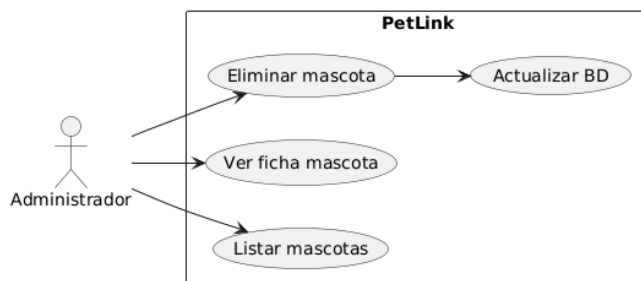 PetLink
Eliminar mascota
Actualizar BD
Ver ficha mascota
Administrador
Listar mascotas